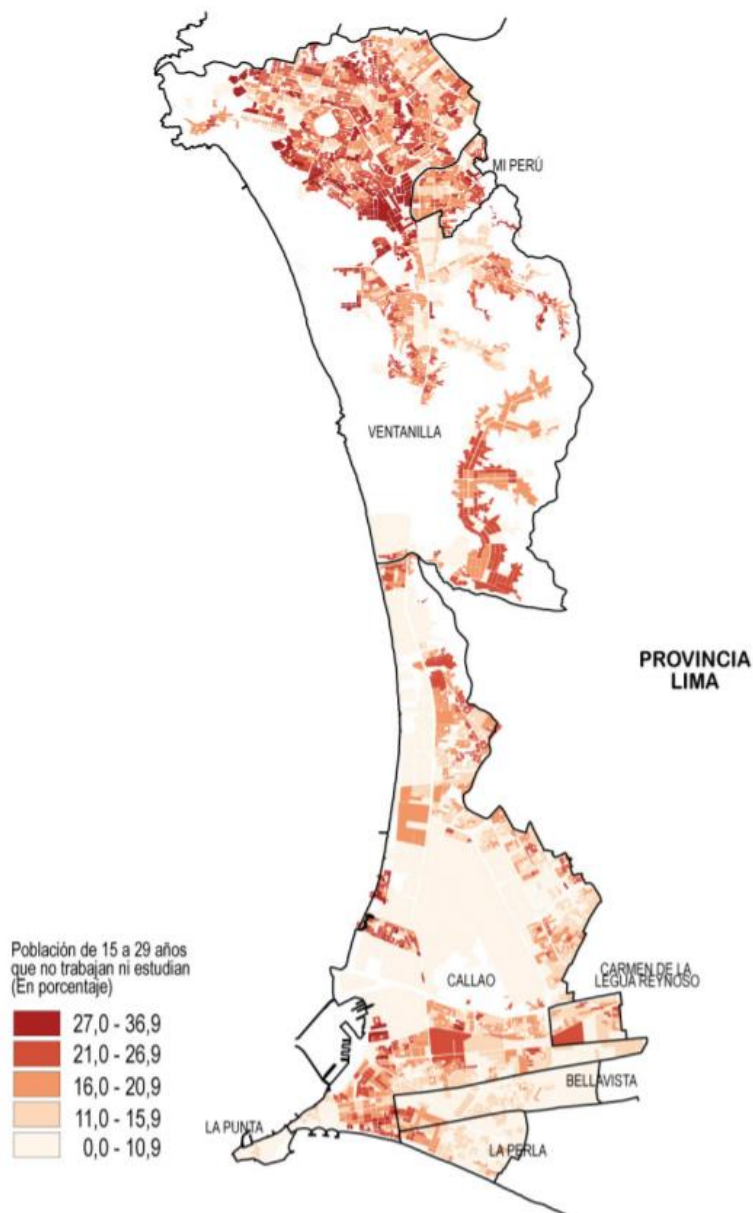 MI PERÚ
VENTANILLA
PROVINCIA
LIMA
Población de 15 a 29 años
que no trabajan ni estudian
(En porcentaje)
27,0 - 36,9
21,0 - 26,9
16,0 - 20,9
11,0 - 15,9
0,0 - 10,9
CALLAO
CARMEN DE LA
LEGUA REYNOSO
BELLAVISTA
LA PUNTA
LA PERLA